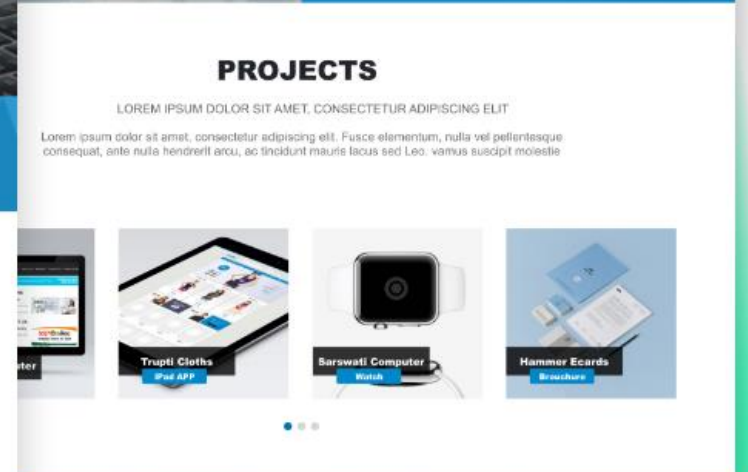 PROJECTS
LOREM IPSUM DOLOR SIT AMET, CONSECTETUR ADIPISCING ELIT
Lorem ipsum dolor sit amet, consectetur adipiscing elit. Fusce elementum, nulla vel pellentesque
consequat, ante nulla hendrerit arcu, ac tincidunt mauris lacus sed Leo. vamus suscipit molestie
Trupti Cloths
iPad APP
Sarswati Computer
Watch
Hammer Ecards
Brouchure